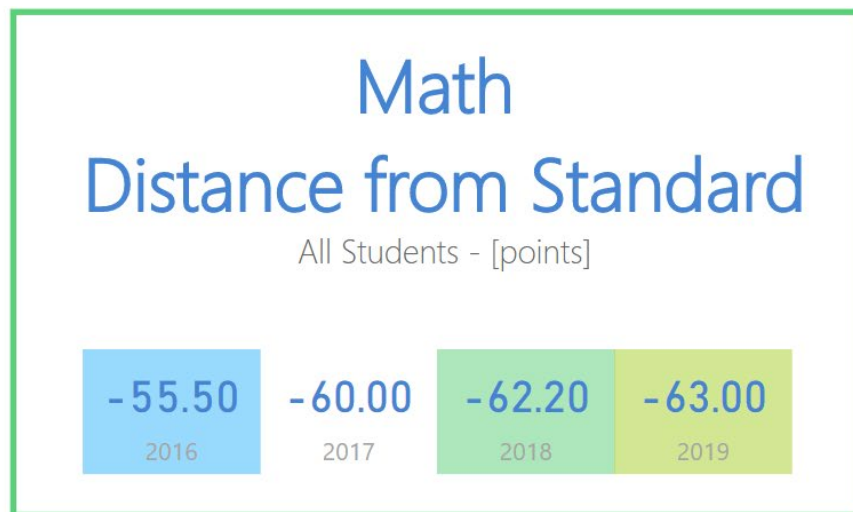 Math
Distance from Standard
All Students - [points]
-55.50 -60.00 -62.20 -63.00
2016 2017 2018 2019